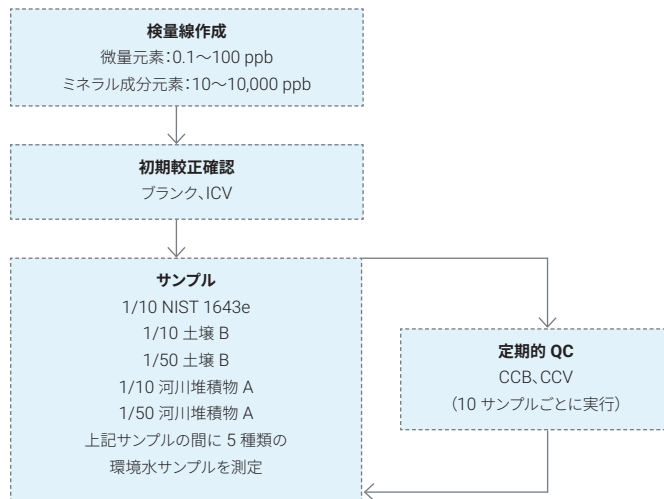 検量線作成
微量元素：0.1～100 ppb
ミネラル成分元素：10～10,000 ppb
初期較正確認
ブランク、ICV
サンプル
1/10 NIST 1643e
1/10 土壌 B
1/50 土壌 B
1/10 河川堆積物 A
1/50 河川堆積物 A
上記サンプルの間に 5 種類の
環境水サンプルを測定
定期的 QC
CCB、CCV
（10 サンプルごとに実行）